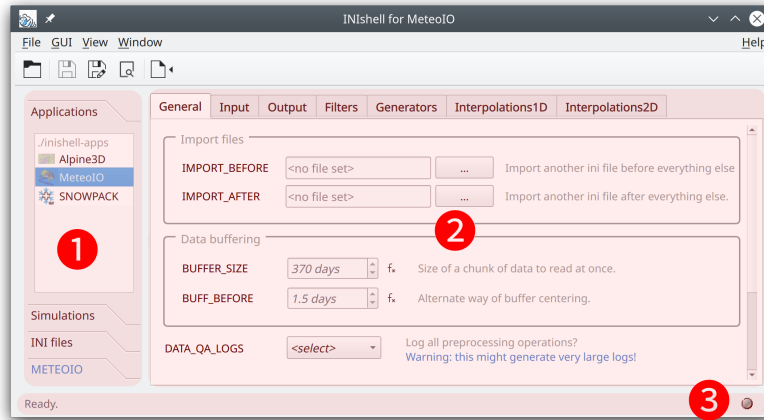 INIshell for MeteoIO
File GUI View Window Help
Applications
./inishell-apps
Alpine3D
MeteoIO
SNOWPACK
1
Simulations
INI files
METEOIO
General Input Output Filters Generators Interpolations1D Interpolations2D
Import files
IMPORT_BEFORE <no file set> ... Import another ini file before everything else
IMPORT_AFTER <no file set> ... Import another ini file after everything else.
2
Data buffering
BUFFER_SIZE 370 days fₓ Size of a chunk of data to read at once.
BUFF_BEFORE 1.5 days fₓ Alternate way of buffer centering.
DATA_QA_LOGS <select> Log all preprocessing operations?
Warning: this might generate very large logs!
Ready. 3